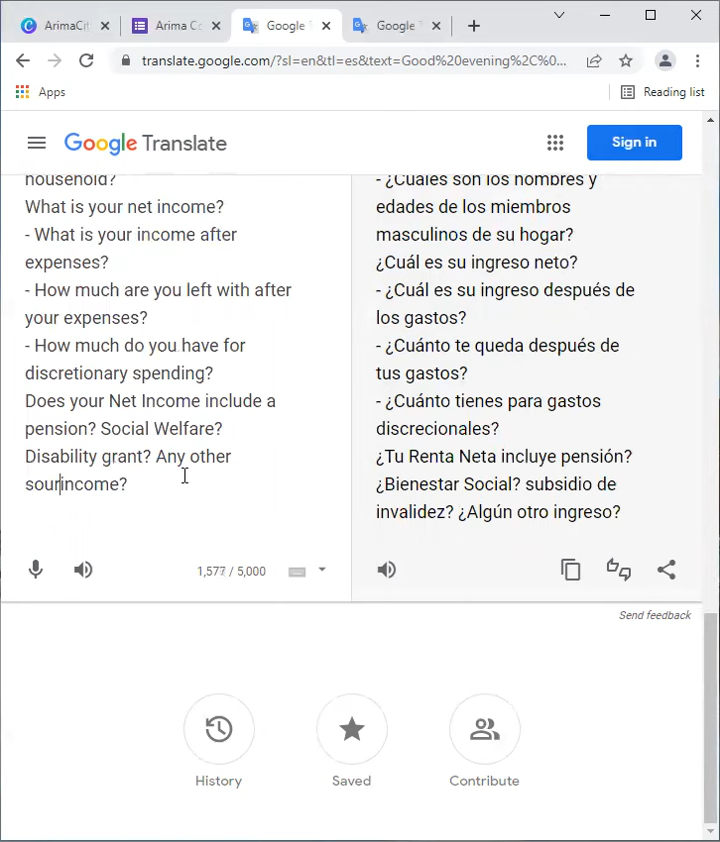 ArimaCit
Arima Co
Google T
Google T
translate.google.com/?sl=en&tl=es&text=Good%20evening%2C%0...
Apps
Reading list
Google Translate
Sign in
household?
What is your net income?
- What is your income after
expenses?
- How much are you left with after
your expenses?
- How much do you have for
discretionary spending?
Does your Net Income include a
pension? Social Welfare?
Disability grant? Any other
sourincome?
1,577 / 5,000
- ¿Cuáles son los nombres y
edades de los miembros
masculinos de su hogar?
¿Cuál es su ingreso neto?
- ¿Cuál es su ingreso después de
los gastos?
- ¿Cuánto te queda después de
tus gastos?
- ¿Cuánto tienes para gastos
discrecionales?
¿Tu Renta Neta incluye pensión?
¿Bienestar Social? subsidio de
invalidez? ¿Algún otro ingreso?
Send feedback
History
Saved
Contribute